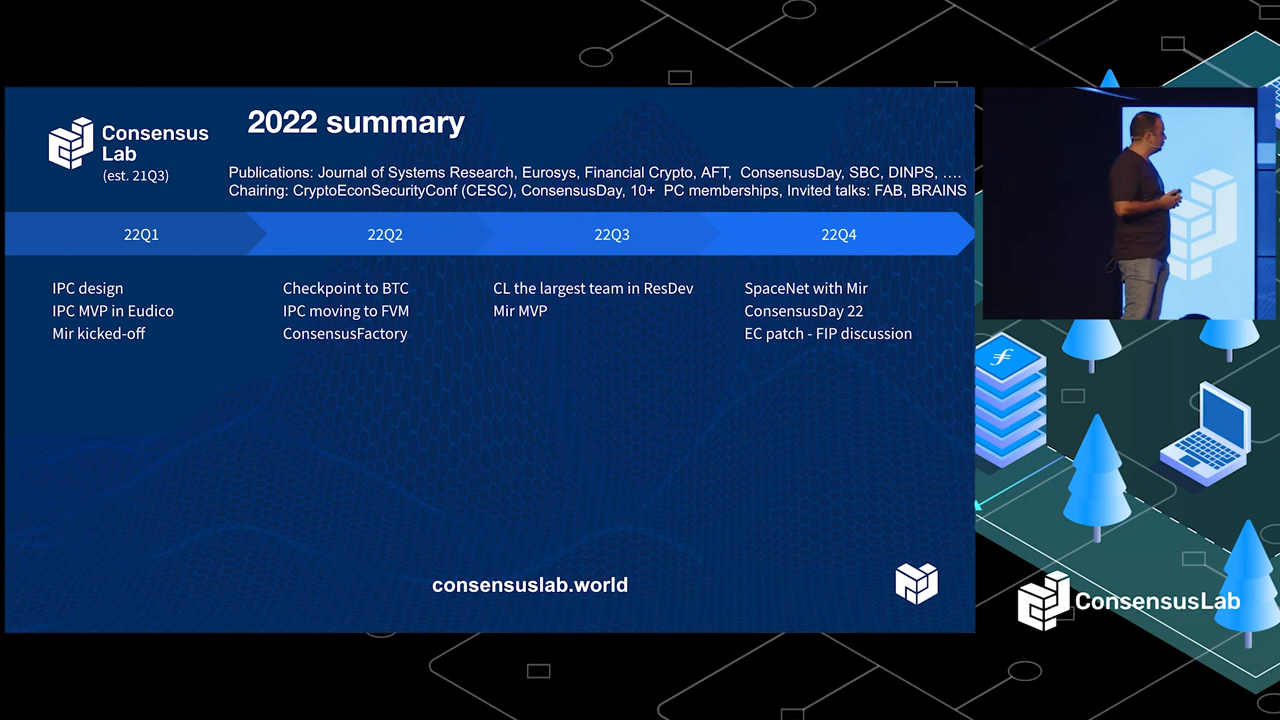 Consensus
Lab
(est. 21Q3)
2022 summary
Publications: Journal of Systems Research, Eurosys, Financial Crypto, AFT, ConsensusDay, SBC, DINPS, ....
Chairing: CryptoEconSecurityConf (CESC), ConsensusDay, 10+ PC memberships, Invited talks: FAB, BRAINS
22Q1
22Q2
22Q3
22Q4
IPC design
IPC MVP in Eudico
Mir kicked-off
Checkpoint to BTC
IPC moving to FVM
ConsensusFactory
CL the largest team in ResDev
Mir MVP
SpaceNet with Mir
ConsensusDay 22
EC patch - FIP discussion
consensuslab.world
ConsensusLab